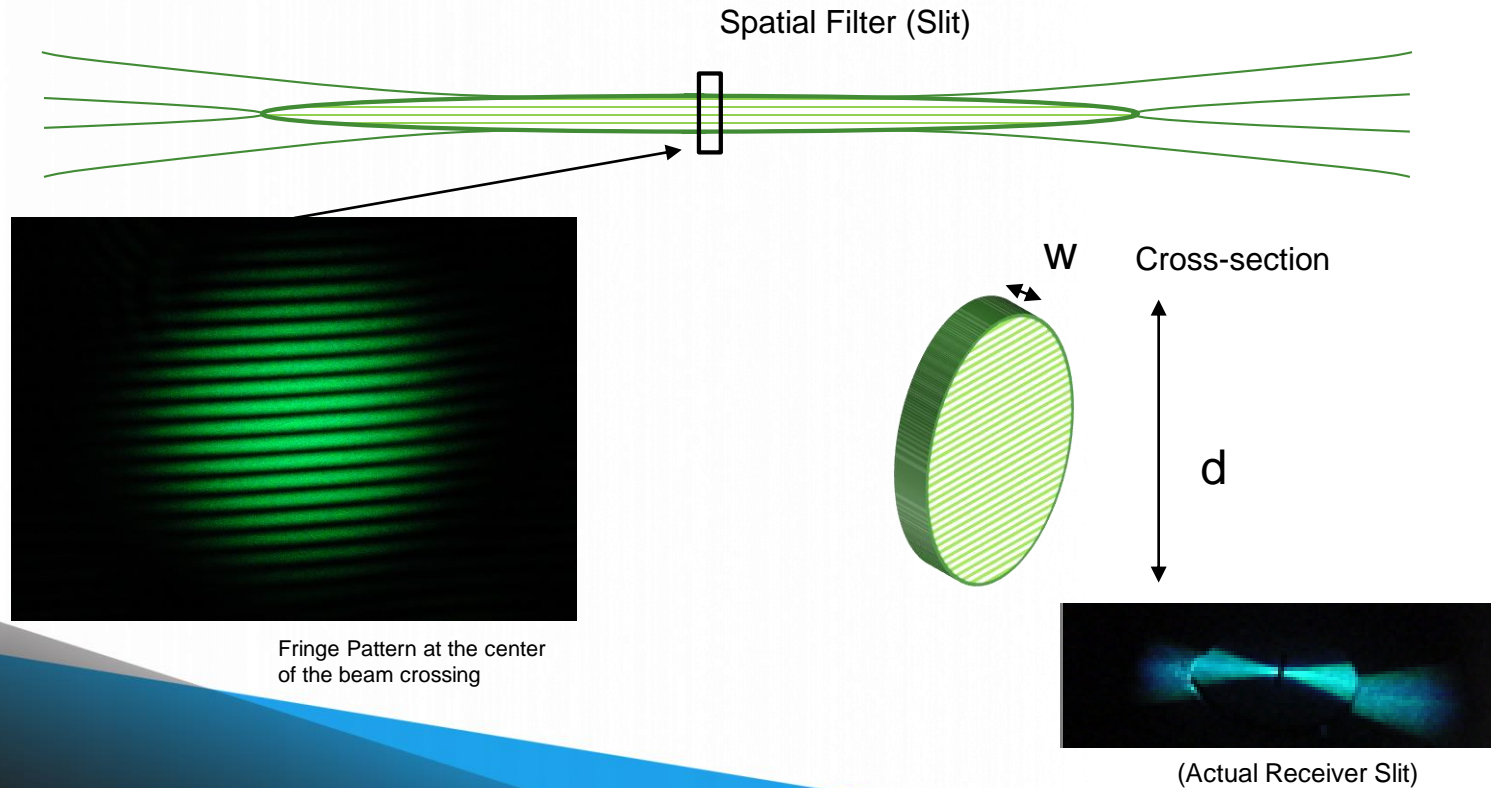 Spatial Filter (Slit)
W
Cross-section
d
Fringe Pattern at the center
of the beam crossing
(Actual Receiver Slit)